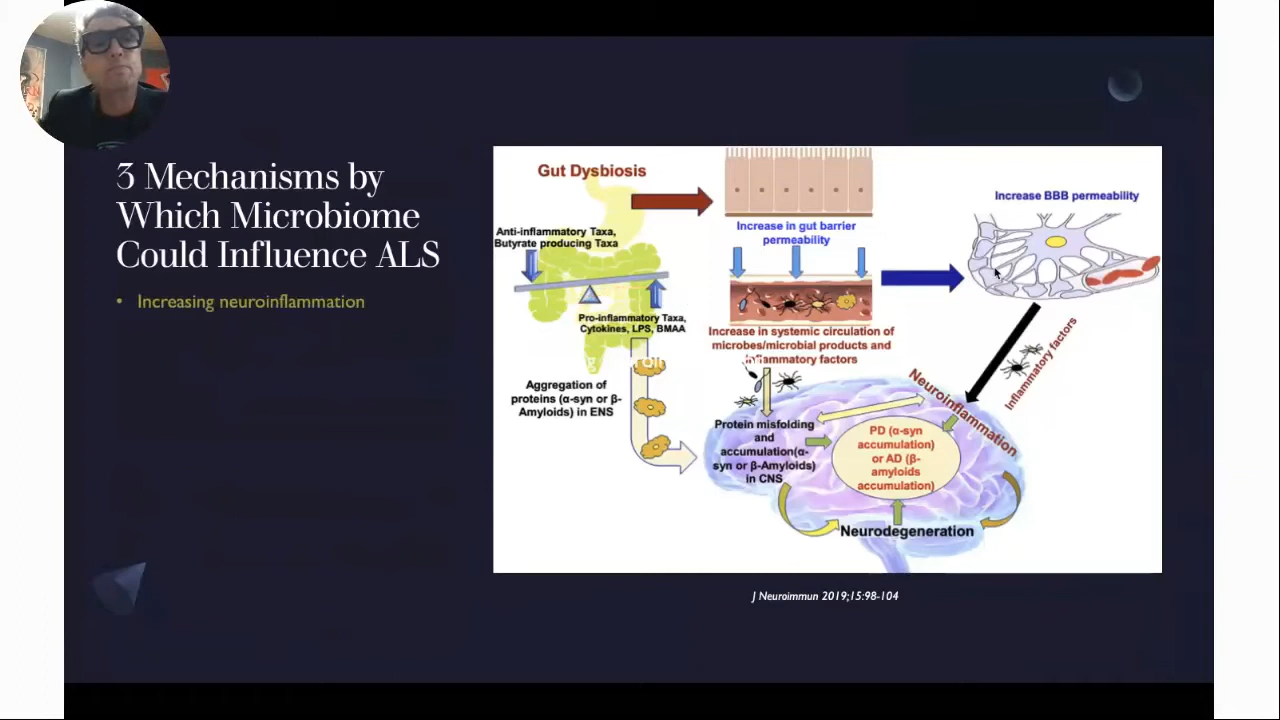 3 Mechanisms by
Which Microbiome
Could Influence ALS
• Increasing neuroinflammation
Gut Dysbiosis
Anti-inflammatory Taxa,
Butyrate producing Taxa
Pro-inflammatory Taxa,
Cytokines, LPS, BMAA
Aggregation of
proteins (α-syn or β-
Amyloids) in ENS
Increase in gut barrier
permeability
Increase in systemic circulation of
microbes/microbial products and
inflammatory factors
Increase BBB permeability
Inflammatory factors
Neuroinflammation
Protein misfolding
and
accumulation(α-
syn or β-Amyloids)
in CNS
PD (α-syn
accumulation)
or AD (β-
amyloids
accumulation)
Neurodegeneration
J Neuroimmun 2019;15:98-104